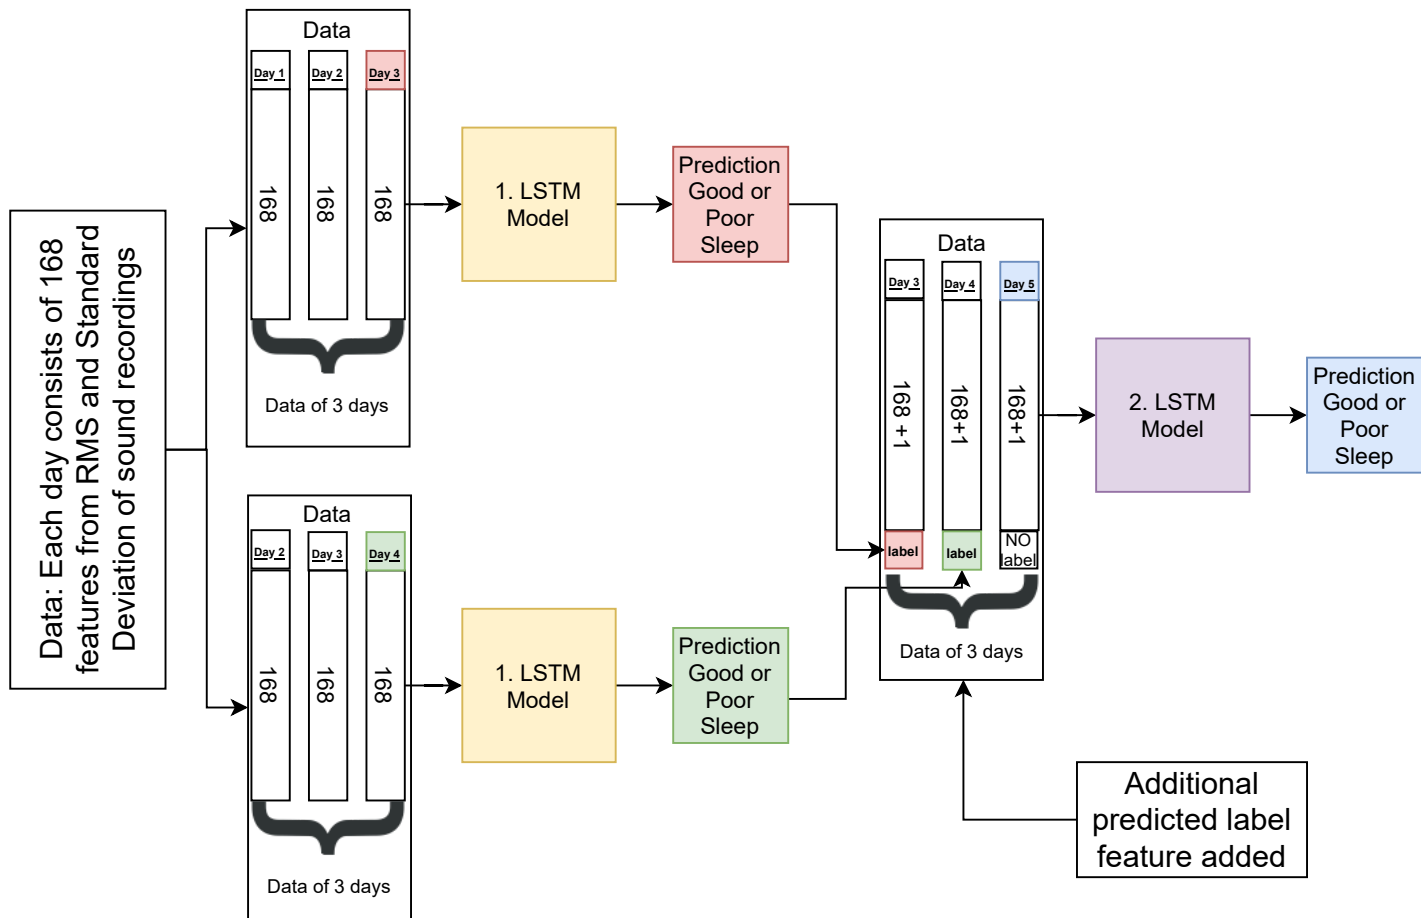 Data: Each day consists of 168
features from RMS and Standard
Deviation of sound recordings
Data
Day 1
Day 2
Day 3
168
168
168
Data of 3 days
1. LSTM
Model
Prediction
Good or
Poor
Sleep
Data
Day 2
Day 3
Day 4
168
168
168
Data of 3 days
1. LSTM
Model
Prediction
Good or
Poor
Sleep
Data
Day 3
Day 4
Day 5
168 +1
168+1
168+1
label
label
NO
label
Data of 3 days
Additional
predicted label
feature added
2. LSTM
Model
Prediction
Good or
Poor
Sleep